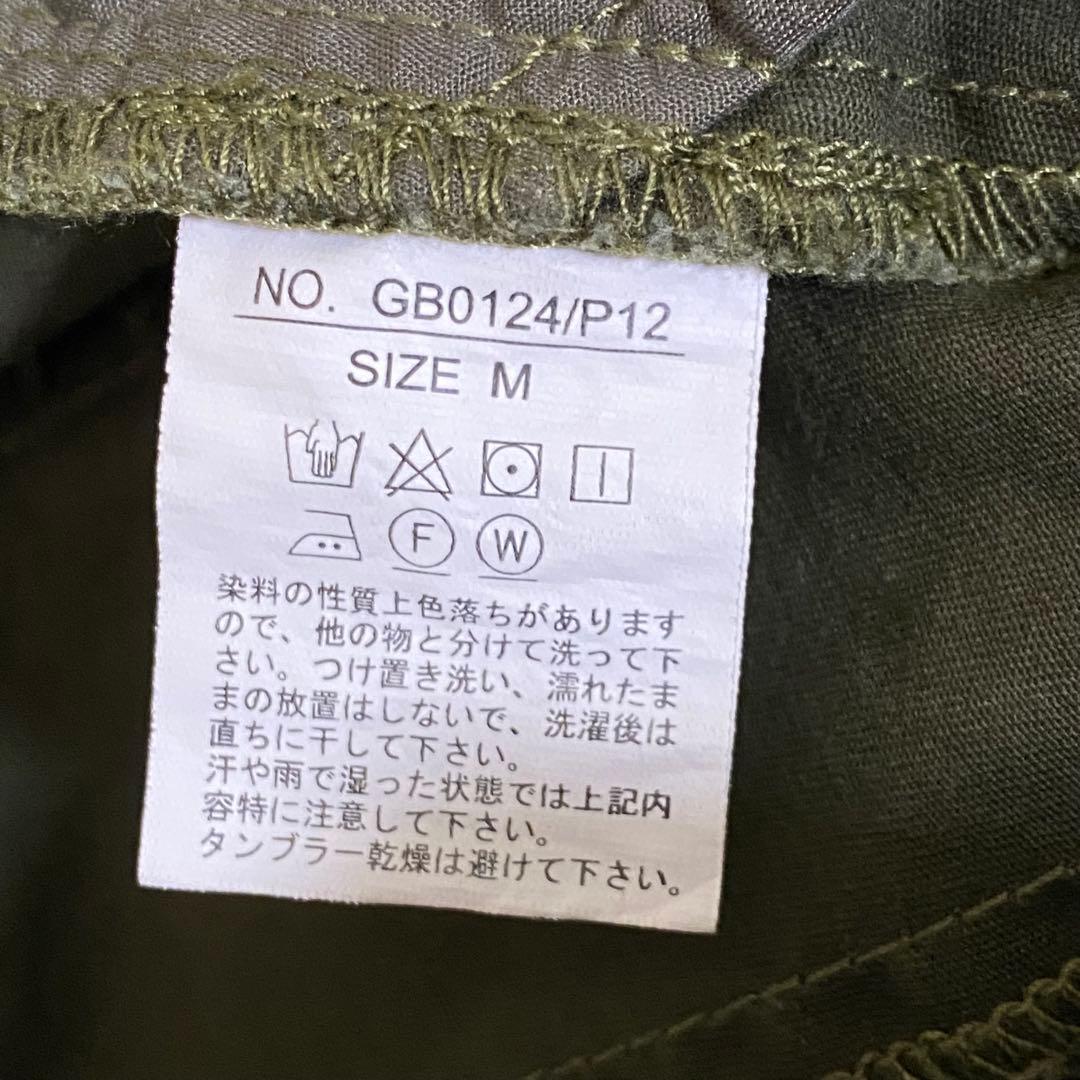 NO. GB0124/P12
SIZE M
F W
染料の性質上色落ちがあります
ので、他の物と分けて洗って下
さい。つけ置き洗い、濡れたま
まの放置はしないで、洗濯後は
直ちに干して下さい。
汗や雨で湿った状態では上記内
容特に注意して下さい。
タンブラー乾燥は避けて下さい。